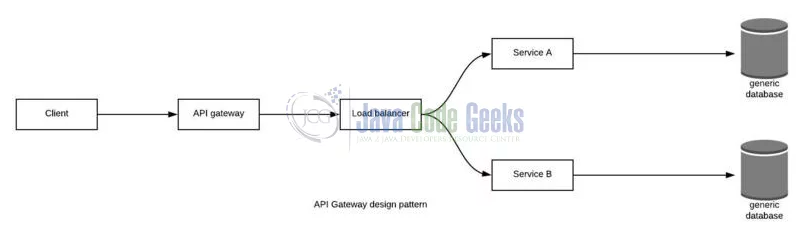 Client
API gateway
Load balancer
Service A
generic
database
Service B
generic
database
Java Code Geeks
JAVA 2 JAVA DEVELOPERS RESOURCE CENTER
API Gateway design pattern